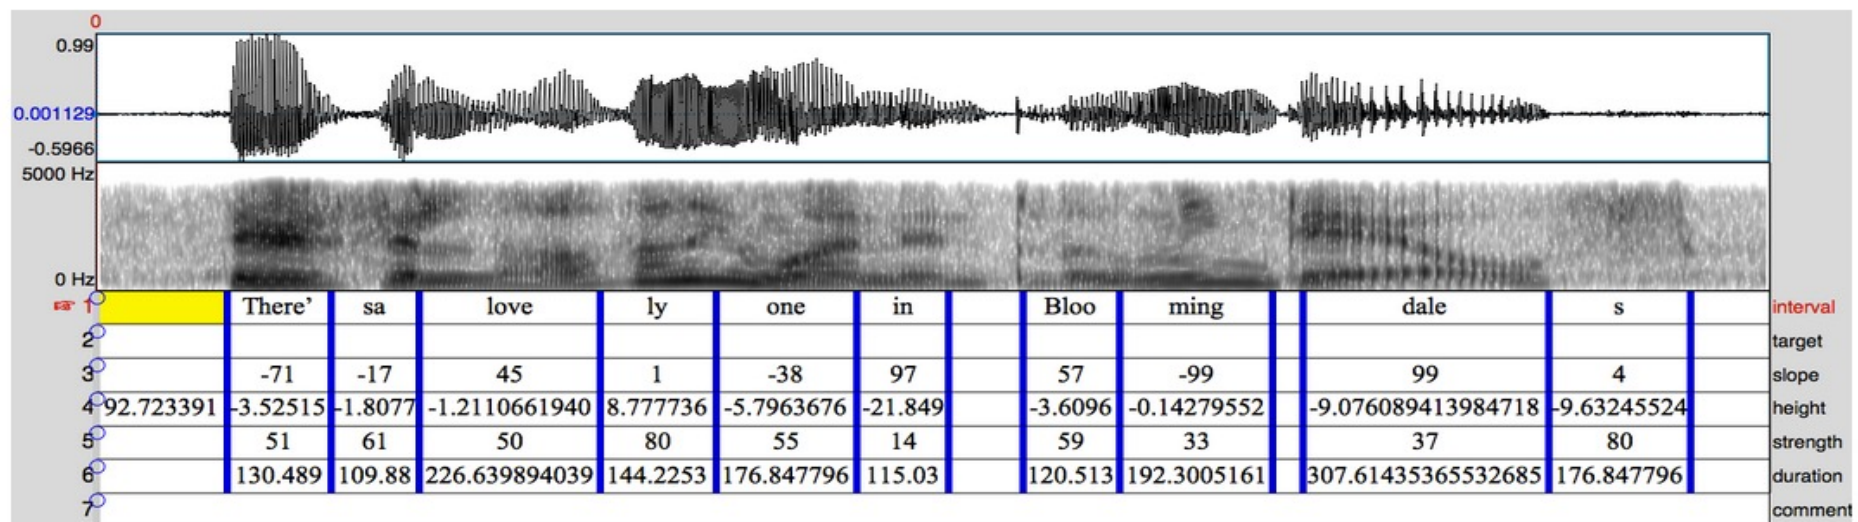 0
0.99
0.001129
-0.5966
5000 Hz
0 Hz
☞ 1 There’ sa love ly one in Bloo ming dale s interval
2 target
3 -71 -17 45 1 -38 97 57 -99 99 4 slope
4 92.723391 -3.52515 -1.8077 -1.2110661940 8.777736 -5.7963676 -21.849 -3.6096 -0.14279552 -9.076089413984718 -9.63245524 height
5 51 61 50 80 55 14 59 33 37 80 strength
6 130.489 109.88 226.639894039 144.2253 176.847796 115.03 120.513 192.3005161 307.614355365532685 176.847796 duration
7 comment